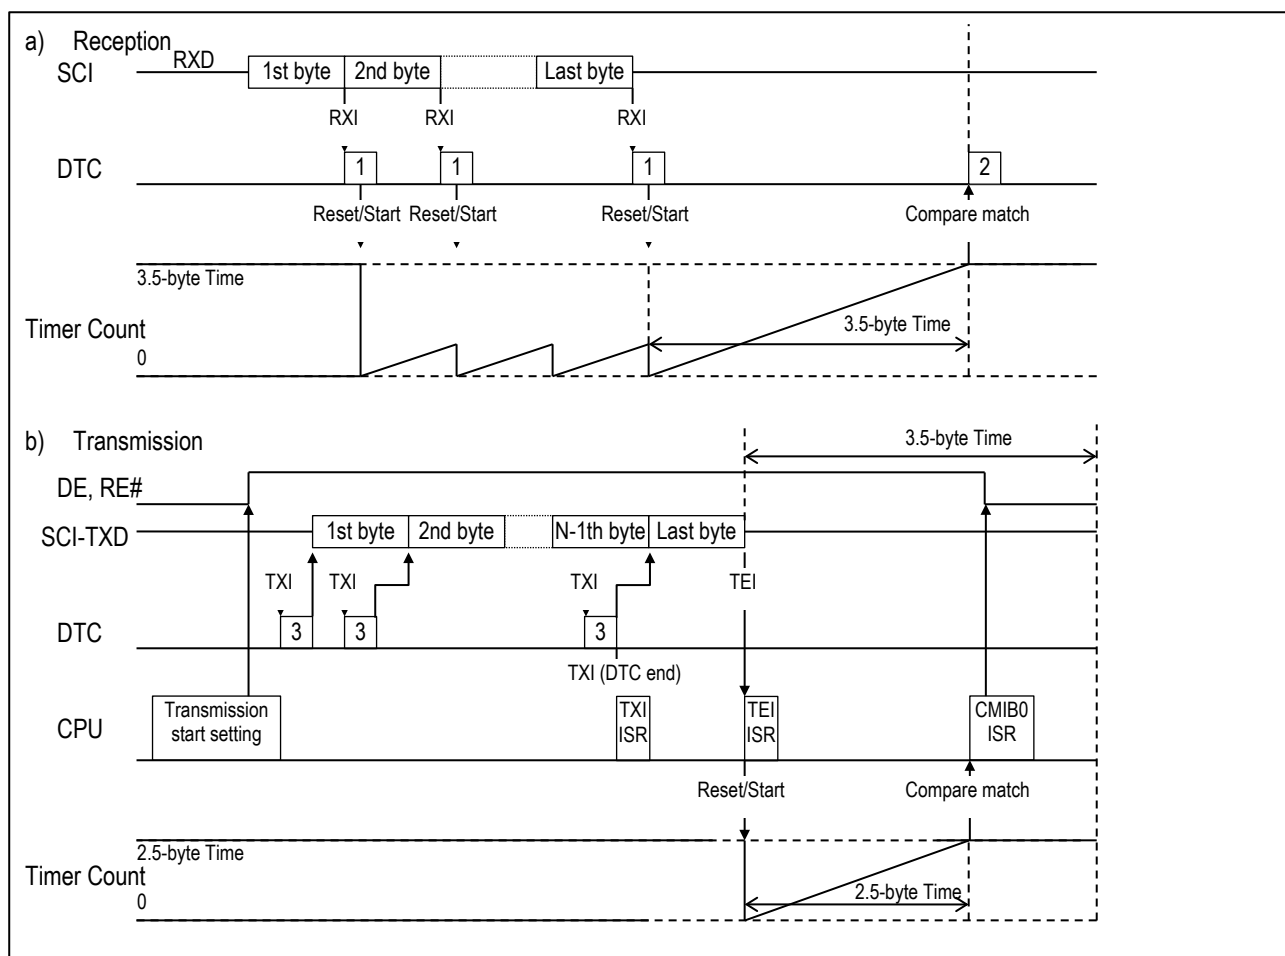 a) Reception
RXD
SCI
1st byte 2nd byte Last byte
RXI RXI RXI
DTC
1 1 1 2
Reset/Start Reset/Start Reset/Start Compare match
3.5-byte Time
3.5-byte Time
Timer Count
0
b) Transmission
3.5-byte Time
DE, RE#
SCI-TXD
1st byte 2nd byte N-1th byte Last byte
TXI TXI TXI TEI
DTC
3 3 3
TXI (DTC end)
CPU
Transmission
start setting
TXI
ISR
TEI
ISR
CMIB0
ISR
Reset/Start Compare match
2.5-byte Time
Timer Count
2.5-byte Time
0